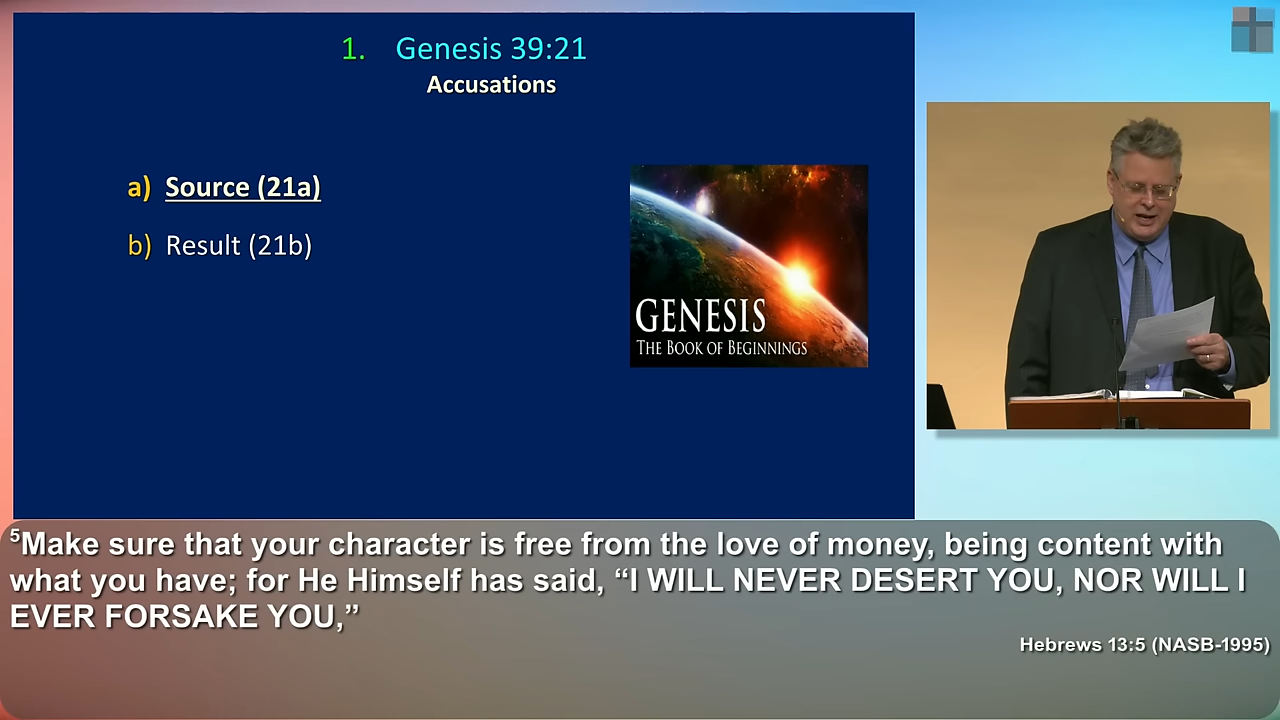 1. Genesis 39:21
Accusations
a) Source (21a)
b) Result (21b)
GENESIS
THE BOOK OF BEGINNINGS
5Make sure that your character is free from the love of money, being content with
what you have; for He Himself has said, “I WILL NEVER DESERT YOU, NOR WILL I
EVER FORSAKE YOU,”
Hebrews 13:5 (NASB-1995)